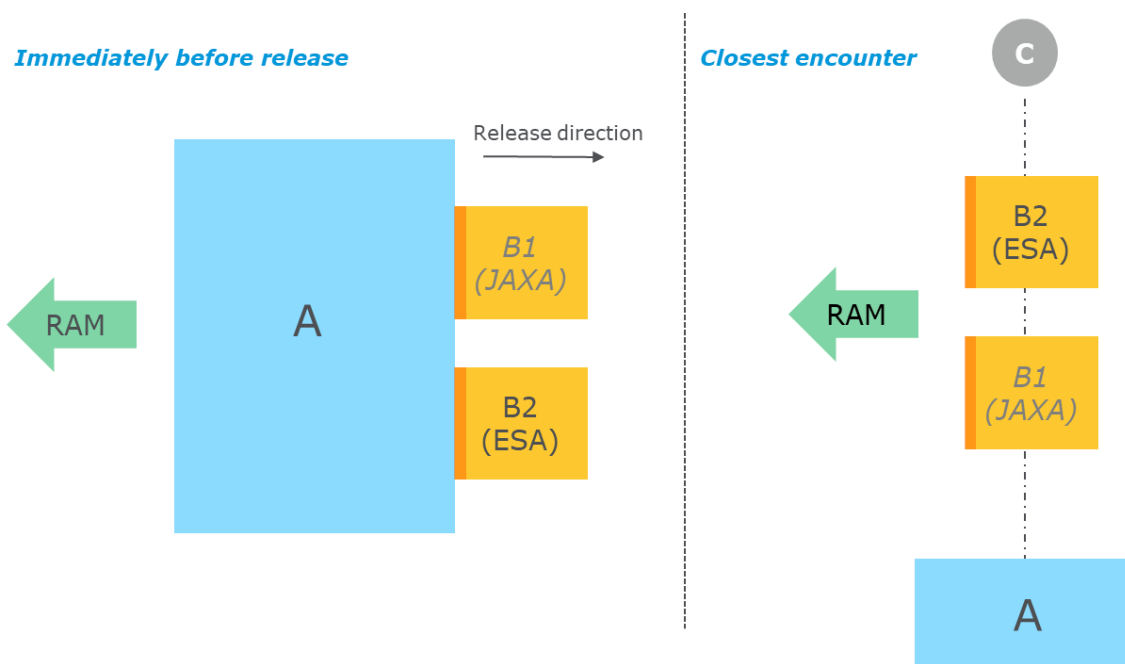 Immediately before release
Release direction
RAM
A
B1
(JAXA)
B2
(ESA)
Closest encounter
C
B2
(ESA)
RAM
B1
(JAXA)
A